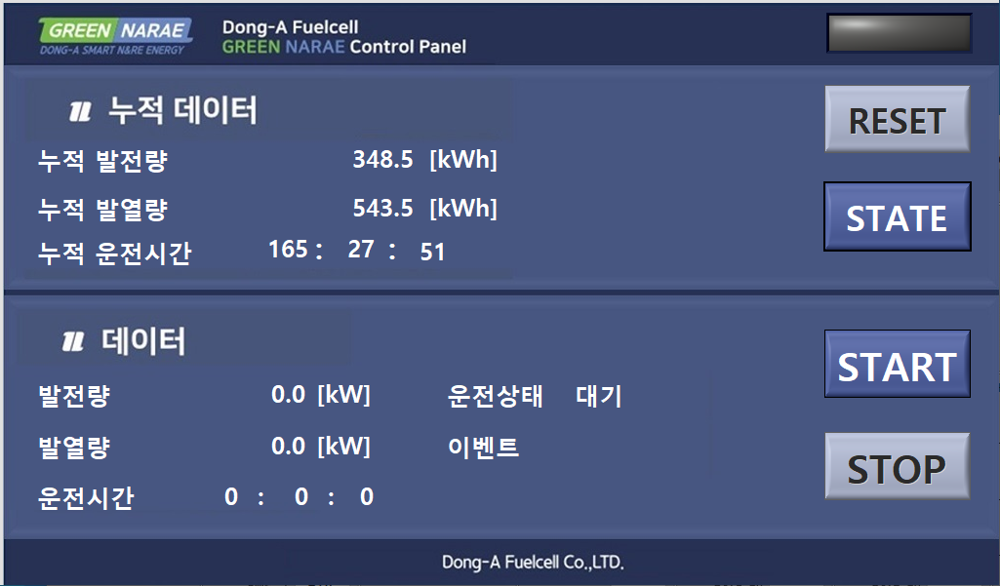 GREEN NARAE
DONG-A SMART N&RE ENERGY
Dong-A Fuelcell
GREEN NARAE Control Panel
누적 데이터
RESET
누적 발전량 348.5 [kWh]
누적 발열량 543.5 [kWh]
STATE
누적 운전시간 165 : 27 : 51
데이터
START
발전량 0.0 [kW] 운전상태 대기
발열량 0.0 [kW] 이벤트
STOP
운전시간 0 : 0 : 0
Dong-A Fuelcell Co.,LTD.